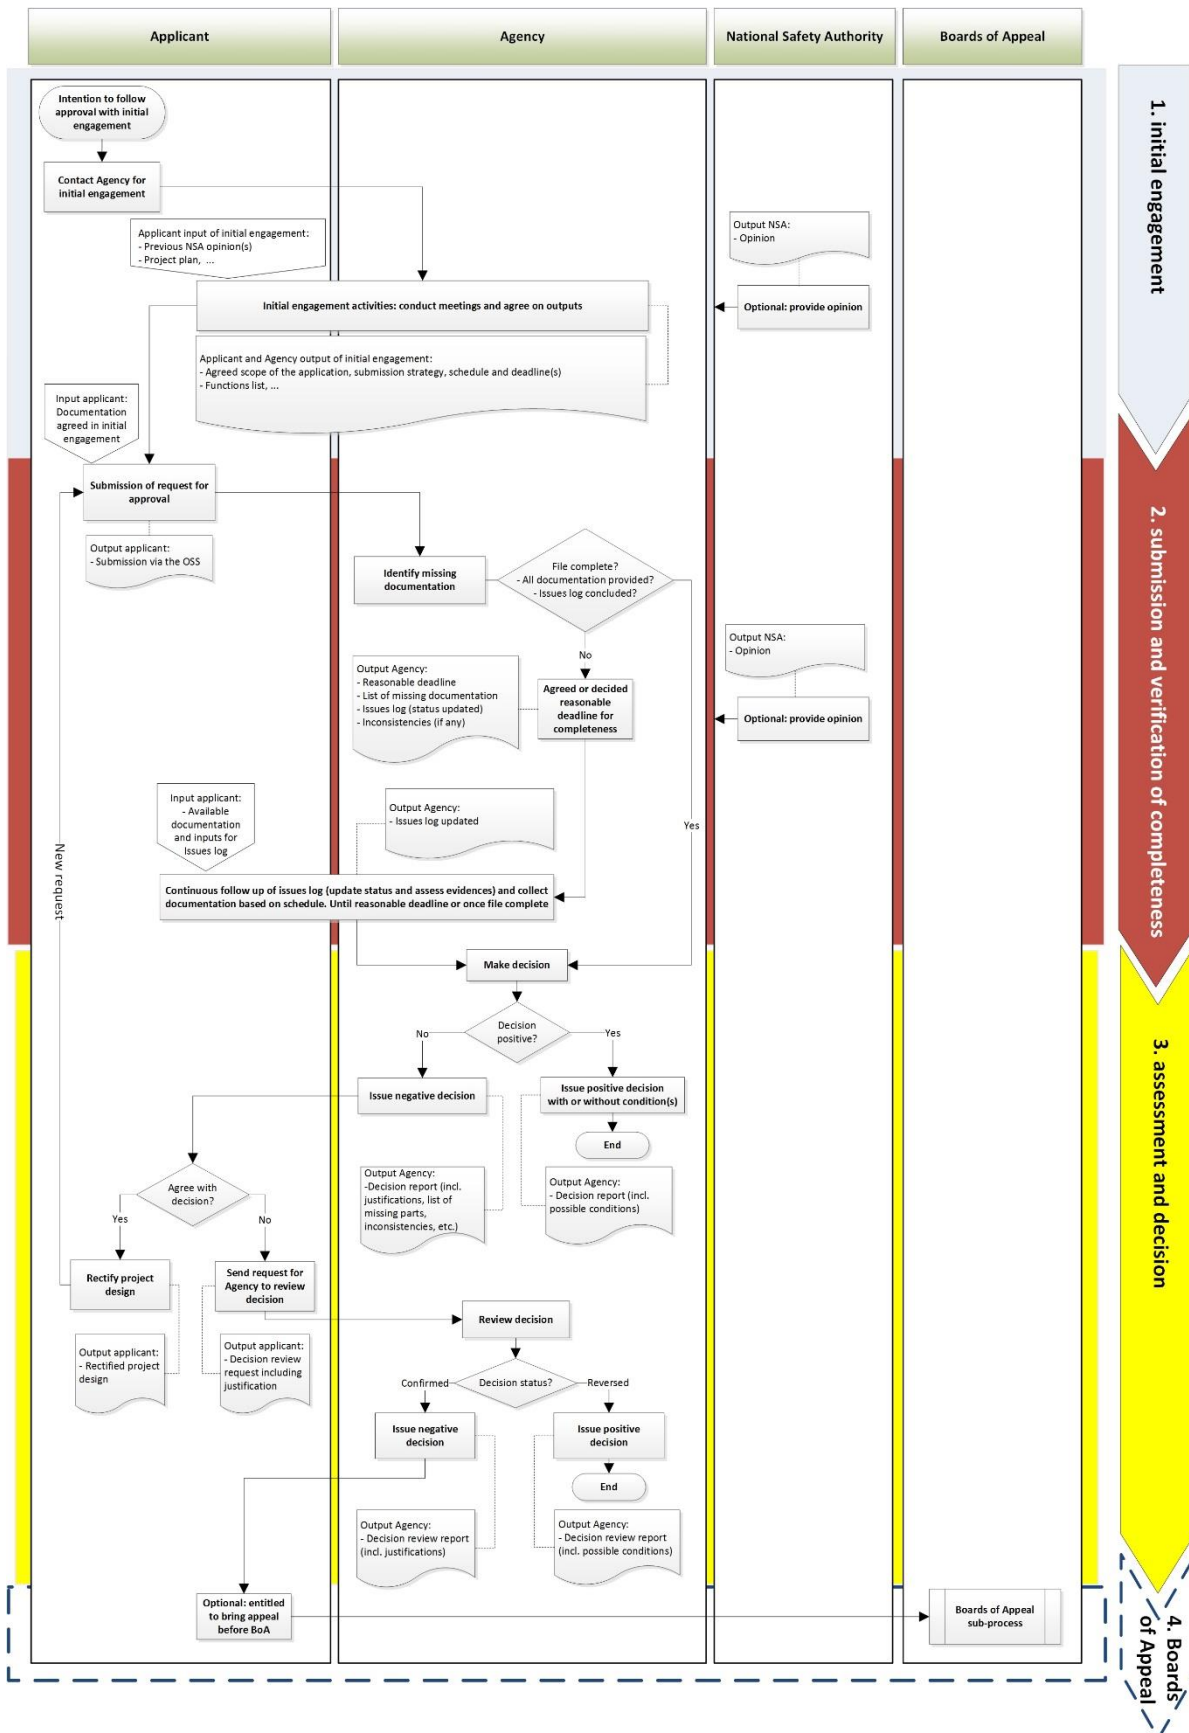 Applicant
Agency
National Safety Authority
Boards of Appeal
1. initial engagement
Intention to follow
approval with initial
engagement
Contact Agency for
initial engagement
Applicant input of initial engagement:
- Previous NSA opinion(s)
- Project plan, ...
Output NSA:
- Opinion
Initial engagement activities: conduct meetings and agree on outputs
Optional: provide opinion
Applicant and Agency output of initial engagement:
- Agreed scope of the application, submission strategy, schedule and deadline(s)
- Functions list, ...
Input applicant:
Documentation
agreed in initial
engagement
2. submission and verification of completeness
Submission of request for
approval
Output applicant:
- Submission via the OSS
Identify missing
documentation
File complete?
- All documentation provided?
- Issues log concluded?
No
Yes
Output NSA:
- Opinion
Optional: provide opinion
Output Agency:
- Reasonable deadline
- List of missing documentation
- Issues log (status updated)
- Inconsistencies (if any)
Agreed or decided
reasonable
deadline for
completeness
Input applicant:
- Available
documentation
and inputs for
Issues log
Output Agency:
- Issues log updated
New request
Continuous follow up of issues log (update status and assess evidences) and collect
documentation based on schedule. Until reasonable deadline or once file complete
3. assessment and decision
Make decision
Decision
positive?
No
Yes
Issue negative decision
Issue positive decision
with or without condition(s)
End
Output Agency:
-Decision report (incl.
justifications, list of
missing parts,
inconsistencies, etc.)
Output Agency:
- Decision report (incl.
possible conditions)
Agree with
decision?
Yes
No
Rectify project
design
Send request for
Agency to review
decision
Output applicant:
- Rectified project
design
Output applicant:
- Decision review
request including
justification
Review decision
Decision status?
Confirmed
Reversed
Issue negative
decision
Issue positive
decision
End
Output Agency:
- Decision review report
(incl. justifications)
Output Agency:
- Decision review report
(incl. possible conditions)
Optional: entitled
to bring appeal
before BoA
Boards of Appeal
sub-process
4. Boards
of Appeal